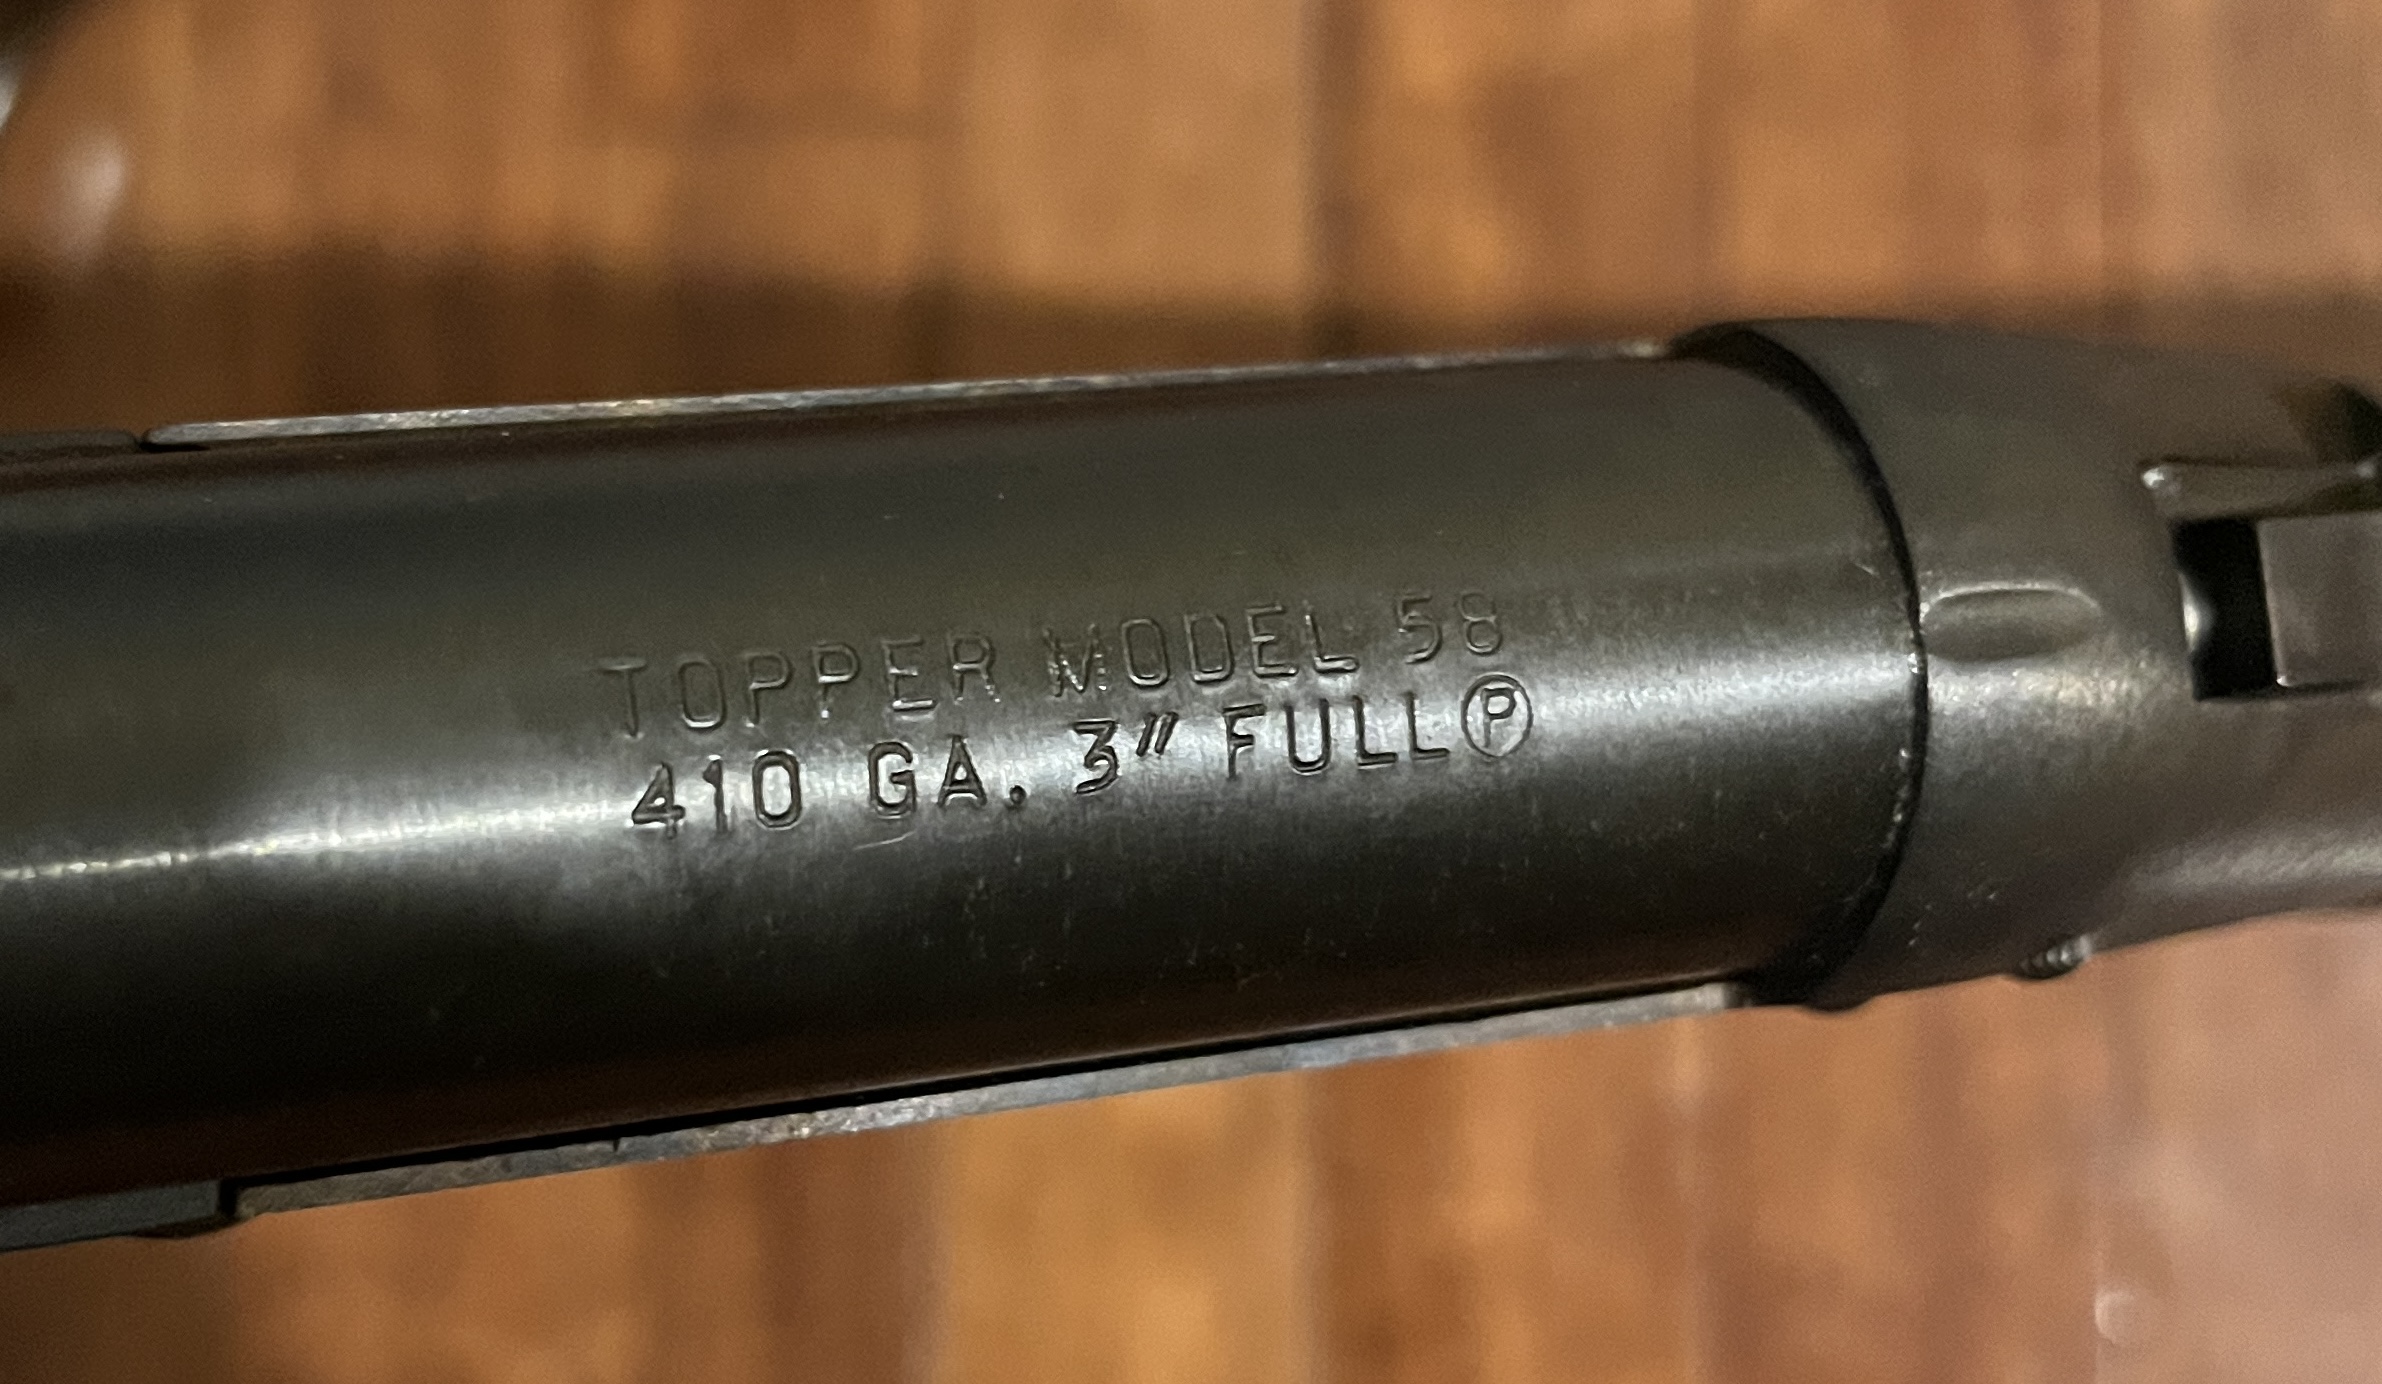 TOPPER MODEL 58
410 GA. 3" FULL Ⓟ